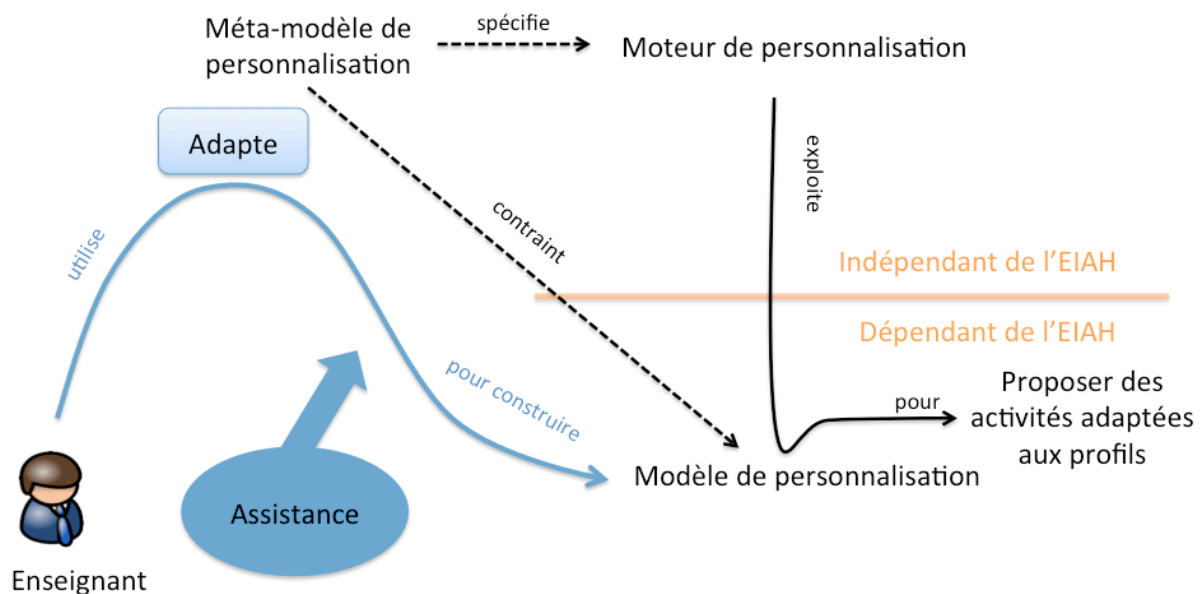 Méta-modèle de
personnalisation
spécifie
Moteur de personnalisation
Adapte
utilise
contraint
exploite
Indépendant de l'EIAH
Dépendant de l'EIAH
pour construire
Assistance
Modèle de personnalisation
pour
Proposer des
activités adaptées
aux profils
Enseignant